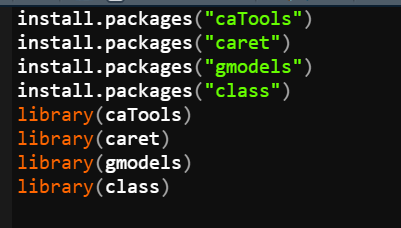 install.packages("caTools")
install.packages("caret")
install.packages("gmodels")
install.packages("class")
library(caTools)
library(caret)
library(gmodels)
library(class)